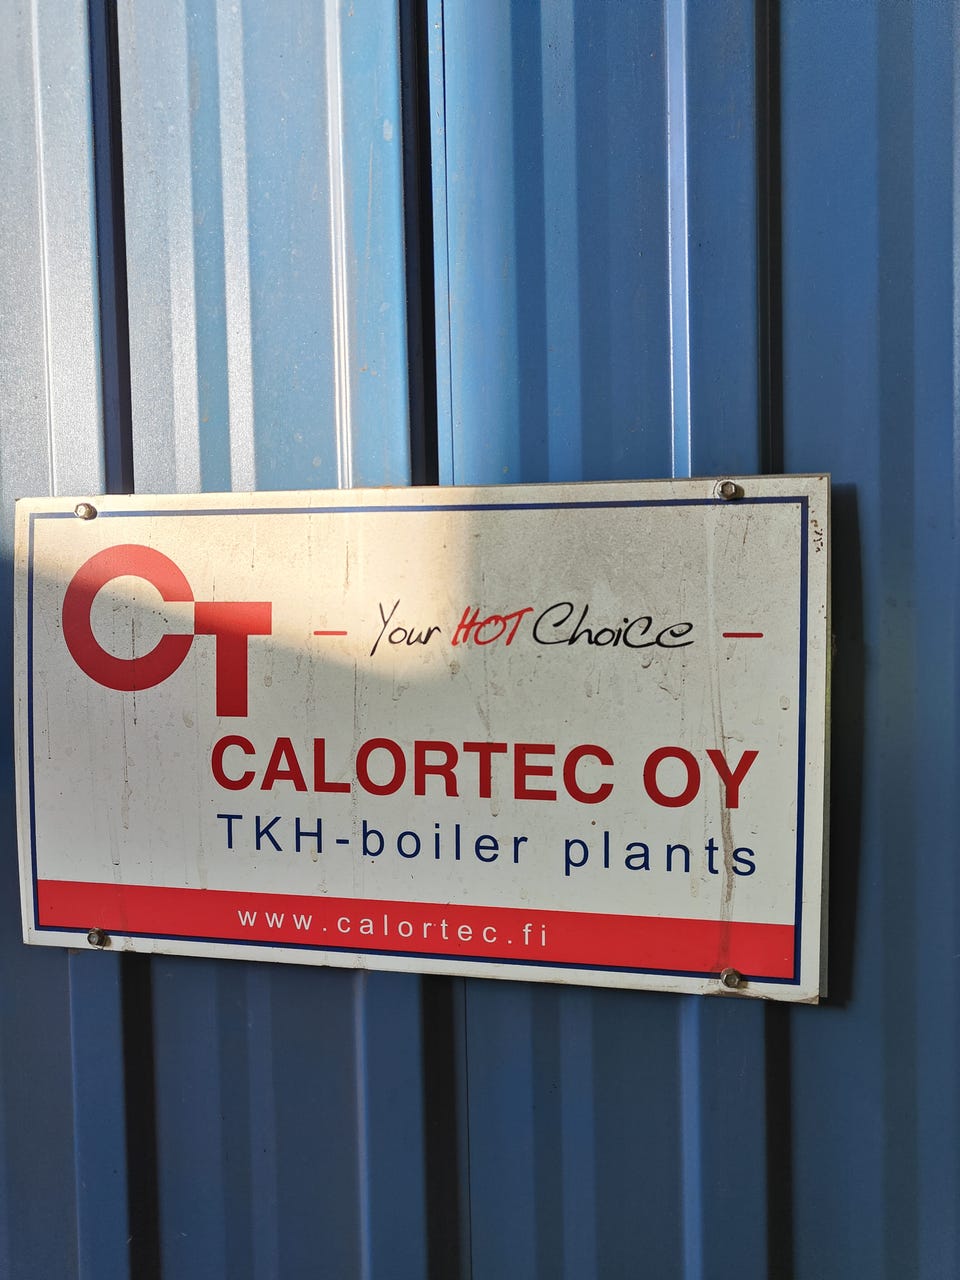 CT
- Your HOT Choice -
CALORTEC OY
TKH-boiler plants
www.calortec.fi